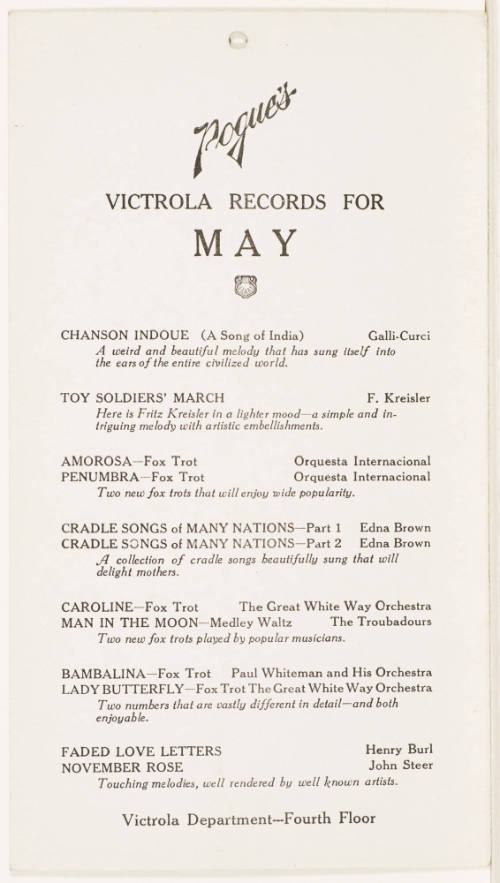 Pogue's
VICTROLA RECORDS FOR
MAY
CHANSON INDOUE (A Song of India) Galli-Curci
A weird and beautiful melody that has sung itself into
the ears of the entire civilized world.
TOY SOLDIERS' MARCH F. Kreisler
Here is Fritz Kreisler in a lighter mood—a simple and in-
triguing melody with artistic embellishments.
AMOROSA—Fox Trot Orquesta Internacional
PENUMBRA—Fox Trot Orquesta Internacional
Two new fox trots that will enjoy wide popularity.
CRADLE SONGS of MANY NATIONS—Part 1 Edna Brown
CRADLE SONGS of MANY NATIONS—Part 2 Edna Brown
A collection of cradle songs beautifully sung that will
delight mothers.
CAROLINE—Fox Trot The Great White Way Orchestra
MAN IN THE MOON—Medley Waltz The Troubadours
Two new fox trots played by popular musicians.
BAMBALINA—Fox Trot Paul Whiteman and His Orchestra
LADY BUTTERFLY—Fox Trot The Great White Way Orchestra
Two numbers that are vastly different in detail—and both
enjoyable.
FADED LOVE LETTERS Henry Burl
NOVEMBER ROSE John Steer
Touching melodies, well rendered by well known artists.
Victrola Department---Fourth Floor